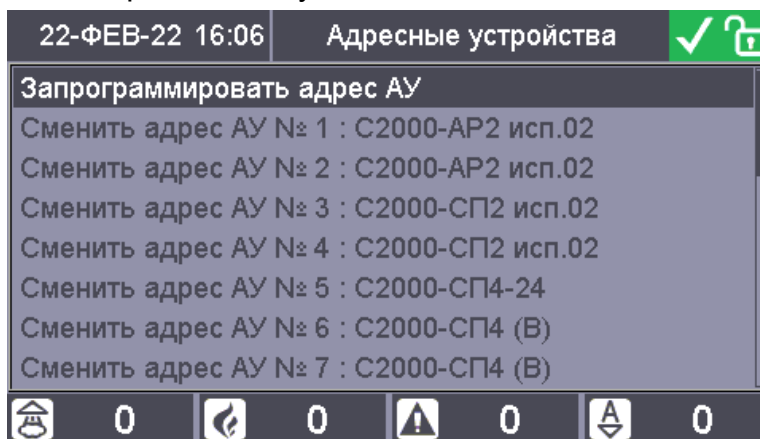 22-ФЕВ-22 16:06 Адресные устройства
Запрограммировать адрес АУ
Сменить адрес АУ № 1 : С2000-АР2 исп.02
Сменить адрес АУ № 2 : С2000-АР2 исп.02
Сменить адрес АУ № 3 : С2000-СП2 исп.02
Сменить адрес АУ № 4 : С2000-СП2 исп.02
Сменить адрес АУ № 5 : С2000-СП4-24
Сменить адрес АУ № 6 : С2000-СП4 (В)
Сменить адрес АУ № 7 : С2000-СП4 (В)
0 0 0 A 0